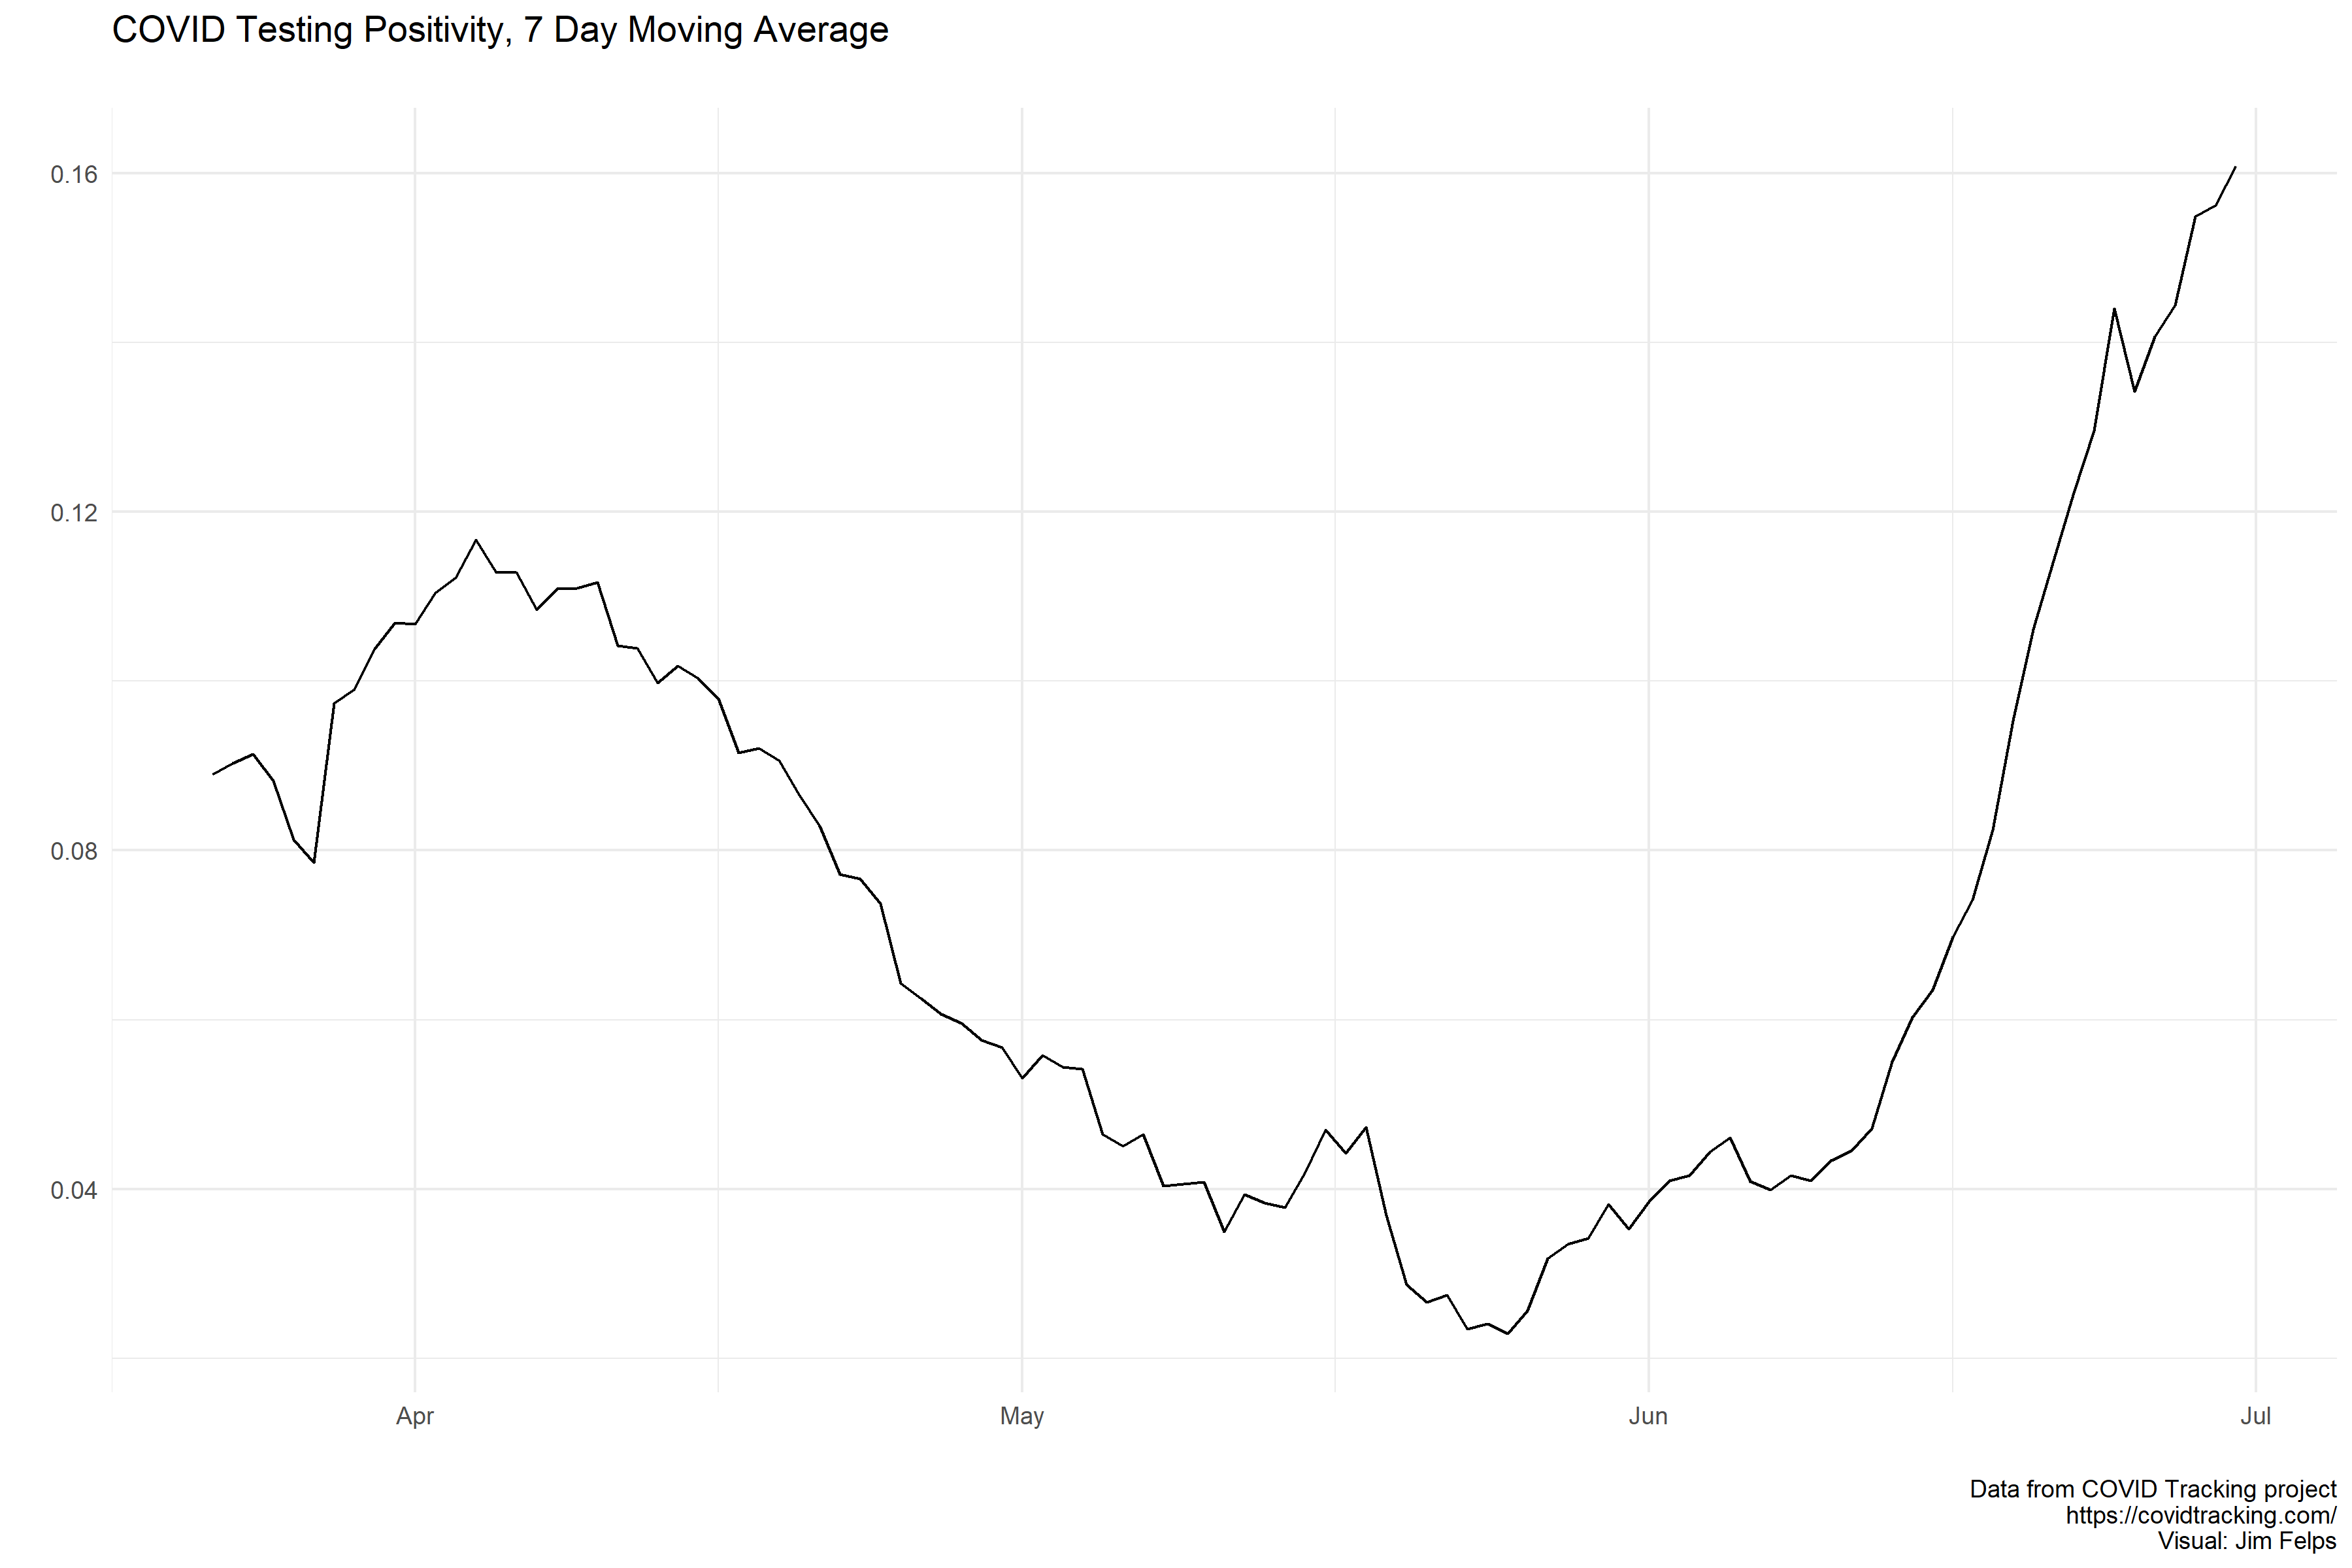 COVID Testing Positivity, 7 Day Moving Average
0.16
0.12
0.08
0.04
Apr
May
Jun
Jul
Data from COVID Tracking project
https://covidtracking.com/
Visual: Jim Felps